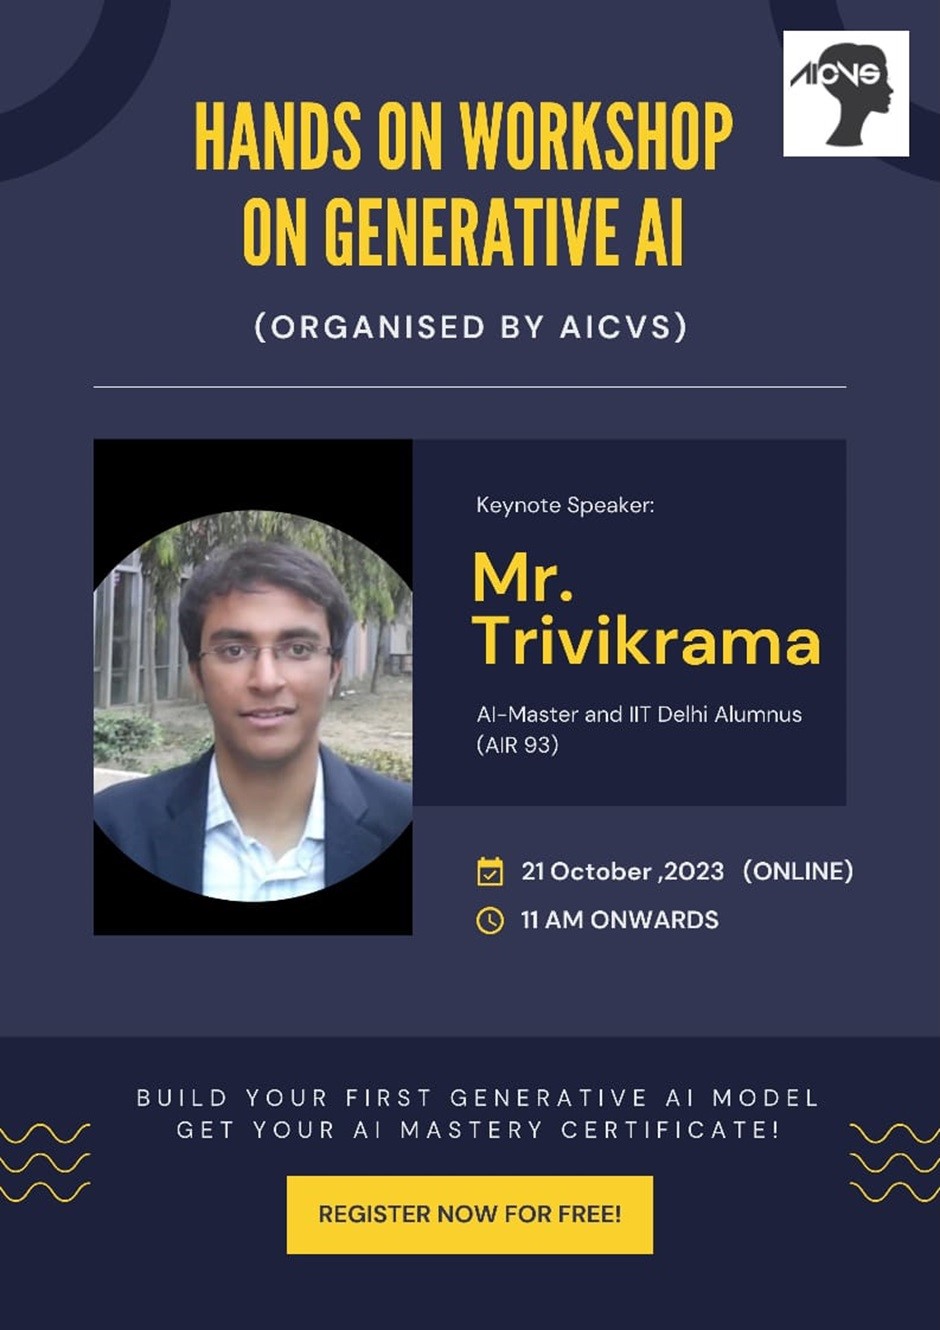 AICVS
HANDS ON WORKSHOP
ON GENERATIVE AI
(ORGANISED BY AICVS)
Keynote Speaker:
Mr.
Trivikrama
AI-Master and IIT Delhi Alumnus
(AIR 93)
21 October ,2023 (ONLINE)
11 AM ONWARDS
BUILD YOUR FIRST GENERATIVE AI MODEL
GET YOUR AI MASTERY CERTIFICATE!
REGISTER NOW FOR FREE!